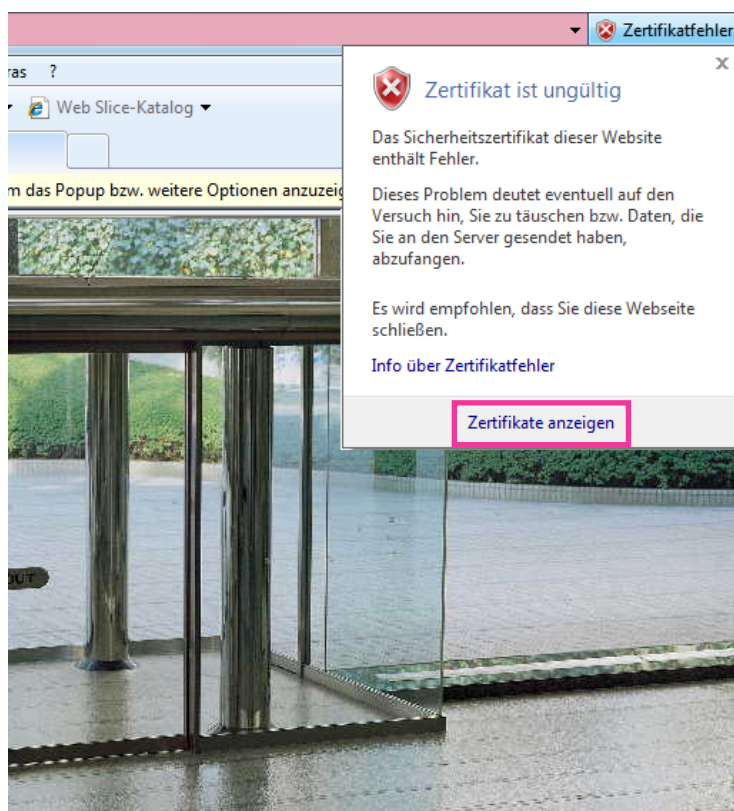 Zertifikatfehler
ras ?
Web Slice-Katalog
m das Popup bzw. weitere Optionen anzuzeig
Zertifikat ist ungültig
Das Sicherheitszertifikat dieser Website
enthält Fehler.
Dieses Problem deutet eventuell auf den
Versuch hin, Sie zu täuschen bzw. Daten, die
Sie an den Server gesendet haben,
abzufangen.
Es wird empfohlen, dass Sie diese Webseite
schließen.
Info über Zertifikatfehler
Zertifikate anzeigen
OUT